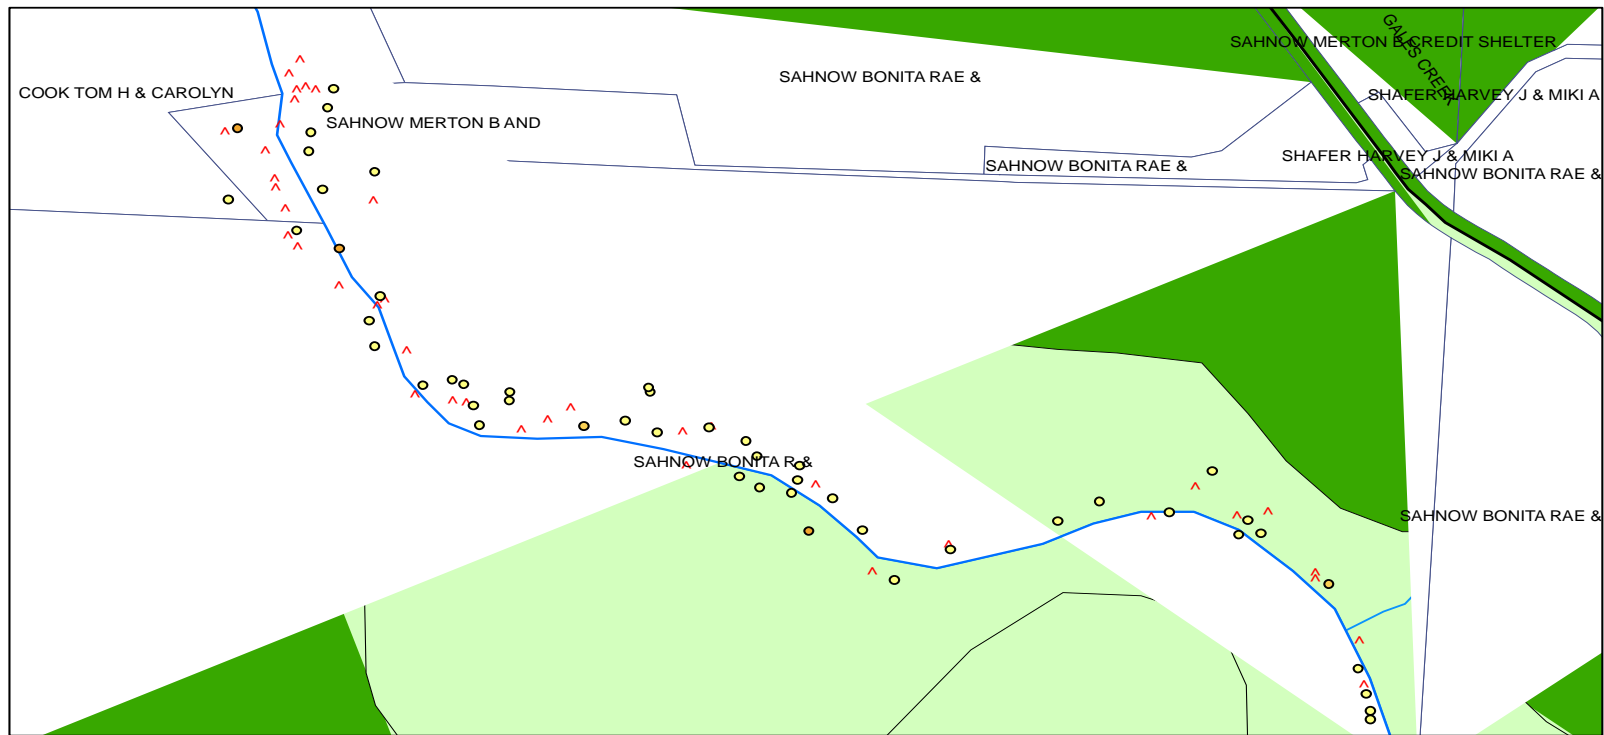 GALES CREEK
SAHNOW MERTON B CREDIT SHELTER
SAHNOW BONITA RAE &
COOK TOM H & CAROLYN
SHAFER HARVEY J & MIKI A
SAHNOW MERTON B AND
SHAFER HARVEY J & MIKI A
SAHNOW BONITA RAE &
SAHNOW BONITA RAE &
SAHNOW BONITA R &
SAHNOW BONITA RAE &